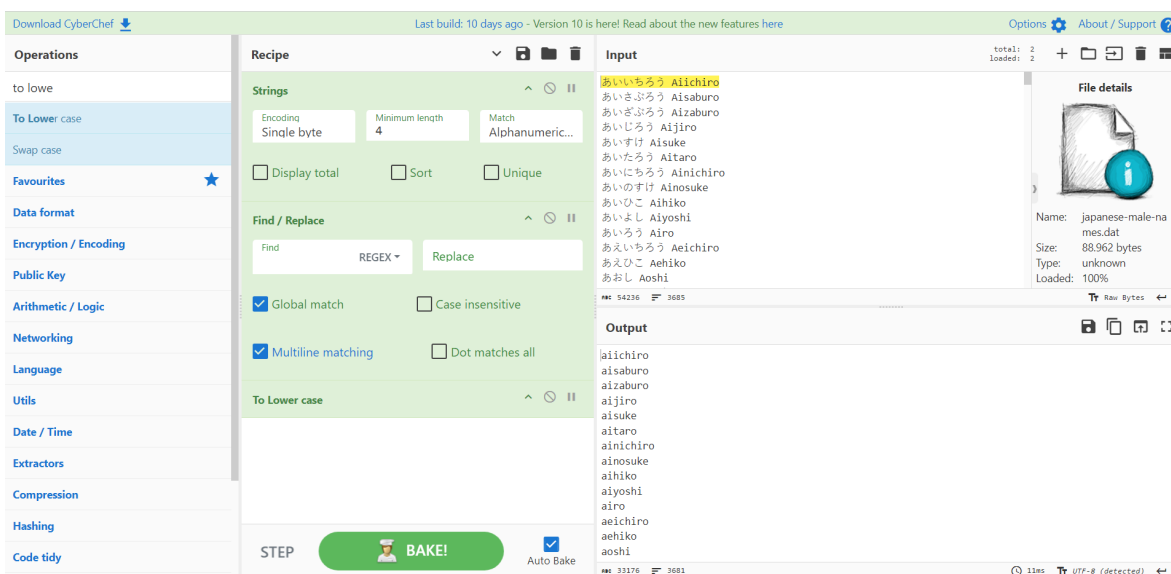 Download CyberChef
Last build: 10 days ago - Version 10 is here! Read about the new features here
Options
About / Support
Operations
to lowe
To Lower case
Swap case
Favourites
Data format
Encryption / Encoding
Public Key
Arithmetic / Logic
Networking
Language
Utils
Date / Time
Extractors
Compression
Hashing
Code tidy
Recipe
Strings
Encoding
Single byte
Minimum length
4
Match
Alphanumeric...
Display total
Sort
Unique
Find / Replace
Find
REGEX
Replace
Global match
Case insensitive
Multiline matching
Dot matches all
To Lower case
STEP
BAKE!
Auto Bake
Input
total: 2
loaded: 2
あいいちろう Aiichiro
あいさぶろう Aisaburo
あいざぶろう Aizaburo
あいじろう Aijiro
あいすけ Aisuke
あいたろう Aitaro
あいにちろう Ainichiro
あいのすけ Ainosuke
あいひこ Aihiko
あいよし Aiyoshi
あいろう Airo
あえいちろう Aeichiro
あえひこ Aehiko
あおし Aoshi
File details
Name: japanese-male-na
mes.dat
Size: 88.962 bytes
Type: unknown
Loaded: 100%
ABC 54236 3685
Tт Raw Bytes
Output
aiichiro
aisaburo
aizaburo
aijiro
aisuke
aitaro
ainichiro
ainosuke
aihiko
aiyoshi
airo
aeichiro
aehiko
aoshi
ABC 33176 3681
11ms Tт UTF-8 (detected)